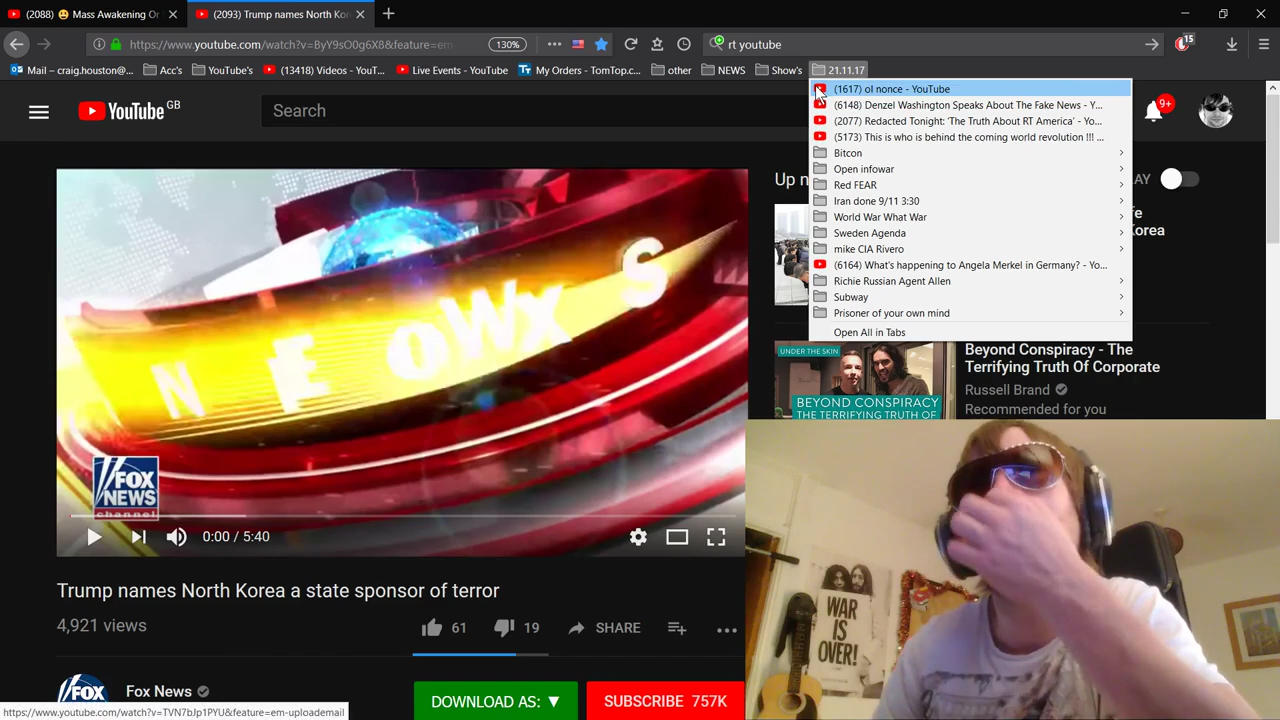 (2088) 😃 Mass Awakening Or
(2093) Trump names North Kore
https://www.youtube.com/watch?v=ByY9sO0g6X8&feature=em
130%
rt youtube
15
Mail – craig.houston@...
Acc's
YouTube's
(13418) Videos - YouT...
Live Events - YouTube
My Orders - TomTop.c...
other
NEWS
Show's
21.11.17
YouTube GB
Search
9+
(1617) ol nonce - YouTube
(6148) Denzel Washington Speaks About The Fake News - Y...
(2077) Redacted Tonight: 'The Truth About RT America' - Yo...
(5173) This is who is behind the coming world revolution !!! ...
Bitcon
Open infowar
Red FEAR
Iran done 9/11 3:30
World War What War
Sweden Agenda
mike CIA Rivero
(6164) What's happening to Angela Merkel in Germany? - Yo...
Richie Russian Agent Allen
Subway
Prisoner of your own mind
Open All in Tabs
Up n
AY
fe
orea
N E oWx S
FOX
NEWS
channel
0:00 / 5:40
UNDER THE SKIN
BEYOND CONSPIRACY
THE TERRIFYING TRUTH OF
Beyond Conspiracy - The
Terrifying Truth Of Corporate
Russell Brand
Recommended for you
WAR
IS
OVER!
Trump names North Korea a state sponsor of terror
4,921 views
61
19
SHARE
FOX
Fox News
DOWNLOAD AS: ▼
SUBSCRIBE 757K
https://www.youtube.com/watch?v=TVN7bJp1PYU&feature=em-uploademail